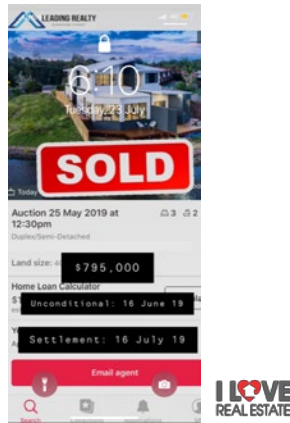 LEADING REALTY
4G
6:10
Tuesday, 23 July
SOLD
Today
Auction 25 May 2019 at
3
2
12:30pm
Duplex/Semi-Detached
Land size:
$795,000
Home Loan Calculator
Unconditional: 16 June 19
Settlement: 16 July 19
Email agent
Search
I LOVE
REAL ESTATE